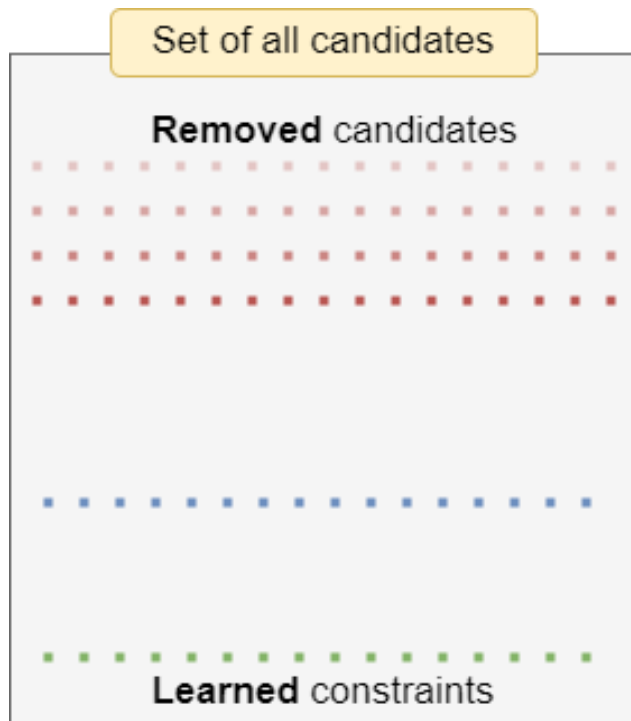 Set of all candidates
Removed candidates
Learned constraints